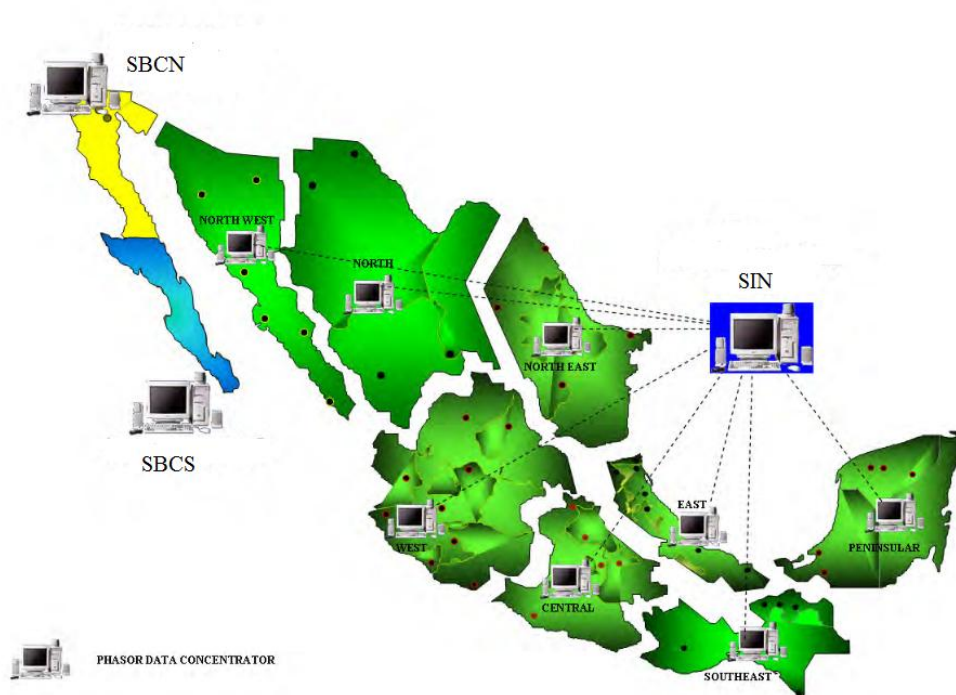 SBCN
NORTH WEST
NORTH
SIN
NORTH EAST
SBCS
EAST
WEST
PENINSULAR
CENTRAL
PHASOR DATA CONCENTRATOR
SOUTHEAST